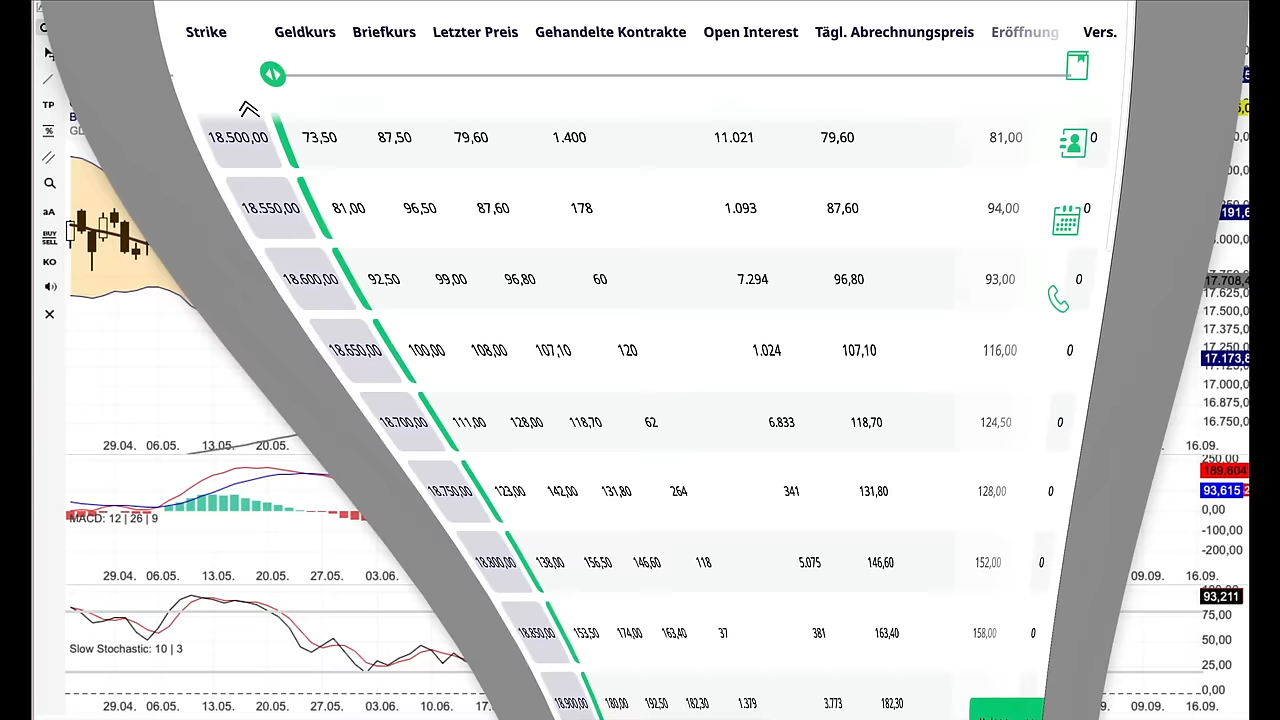 Strike Geldkurs Briefkurs Letzter Preis Gehandelte Kontrakte Open Interest Tägl. Abrechnungspreis Eröffnung Vers.
18.500,00 73,50 87,50 79,60 1.400 11.021 79,60 81,00 0
18.550,00 81,00 96,50 87,60 178 1.093 87,60 94,00 0
18.600,00 92,50 99,00 96,80 60 7.294 96,80 93,00 0
18.650,00 100,00 108,00 107,10 120 1.024 107,10 116,00 0
18.700,00 111,00 128,00 118,70 62 6.833 118,70 124,50 0
18.750,00 123,00 142,00 131,80 264 341 131,80 128,00 0
18.800,00 138,00 156,50 146,60 118 5.075 146,60 152,00 0
18.850,00 153,50 174,00 163,40 37 381 163,40 158,00 0
18.900,00 180,00 192,50 182,30 1.379 3.773 182,30
TP
%
aA
BUY
SELL
KO
29.04. 06.05. 13.05. 20.05.
16.09.
MACD: 12 | 26 | 9
29.04. 06.05. 13.05. 20.05. 27.05. 03.06.
09.09. 16.09.
Slow Stochastic: 10 | 3
29.04. 06.05. 13.05. 20.05. 27.05. 03.06. 10.06.
16.09.
17.708,4
17.625,0
17.500,0
17.375,0
17.250,0
17.173,8
17.000,0
16.875,0
16.750,0
250,00
189,604
93,615
0,00
-100,00
-200,00
93,211
75,00
50,00
25,00
0,00